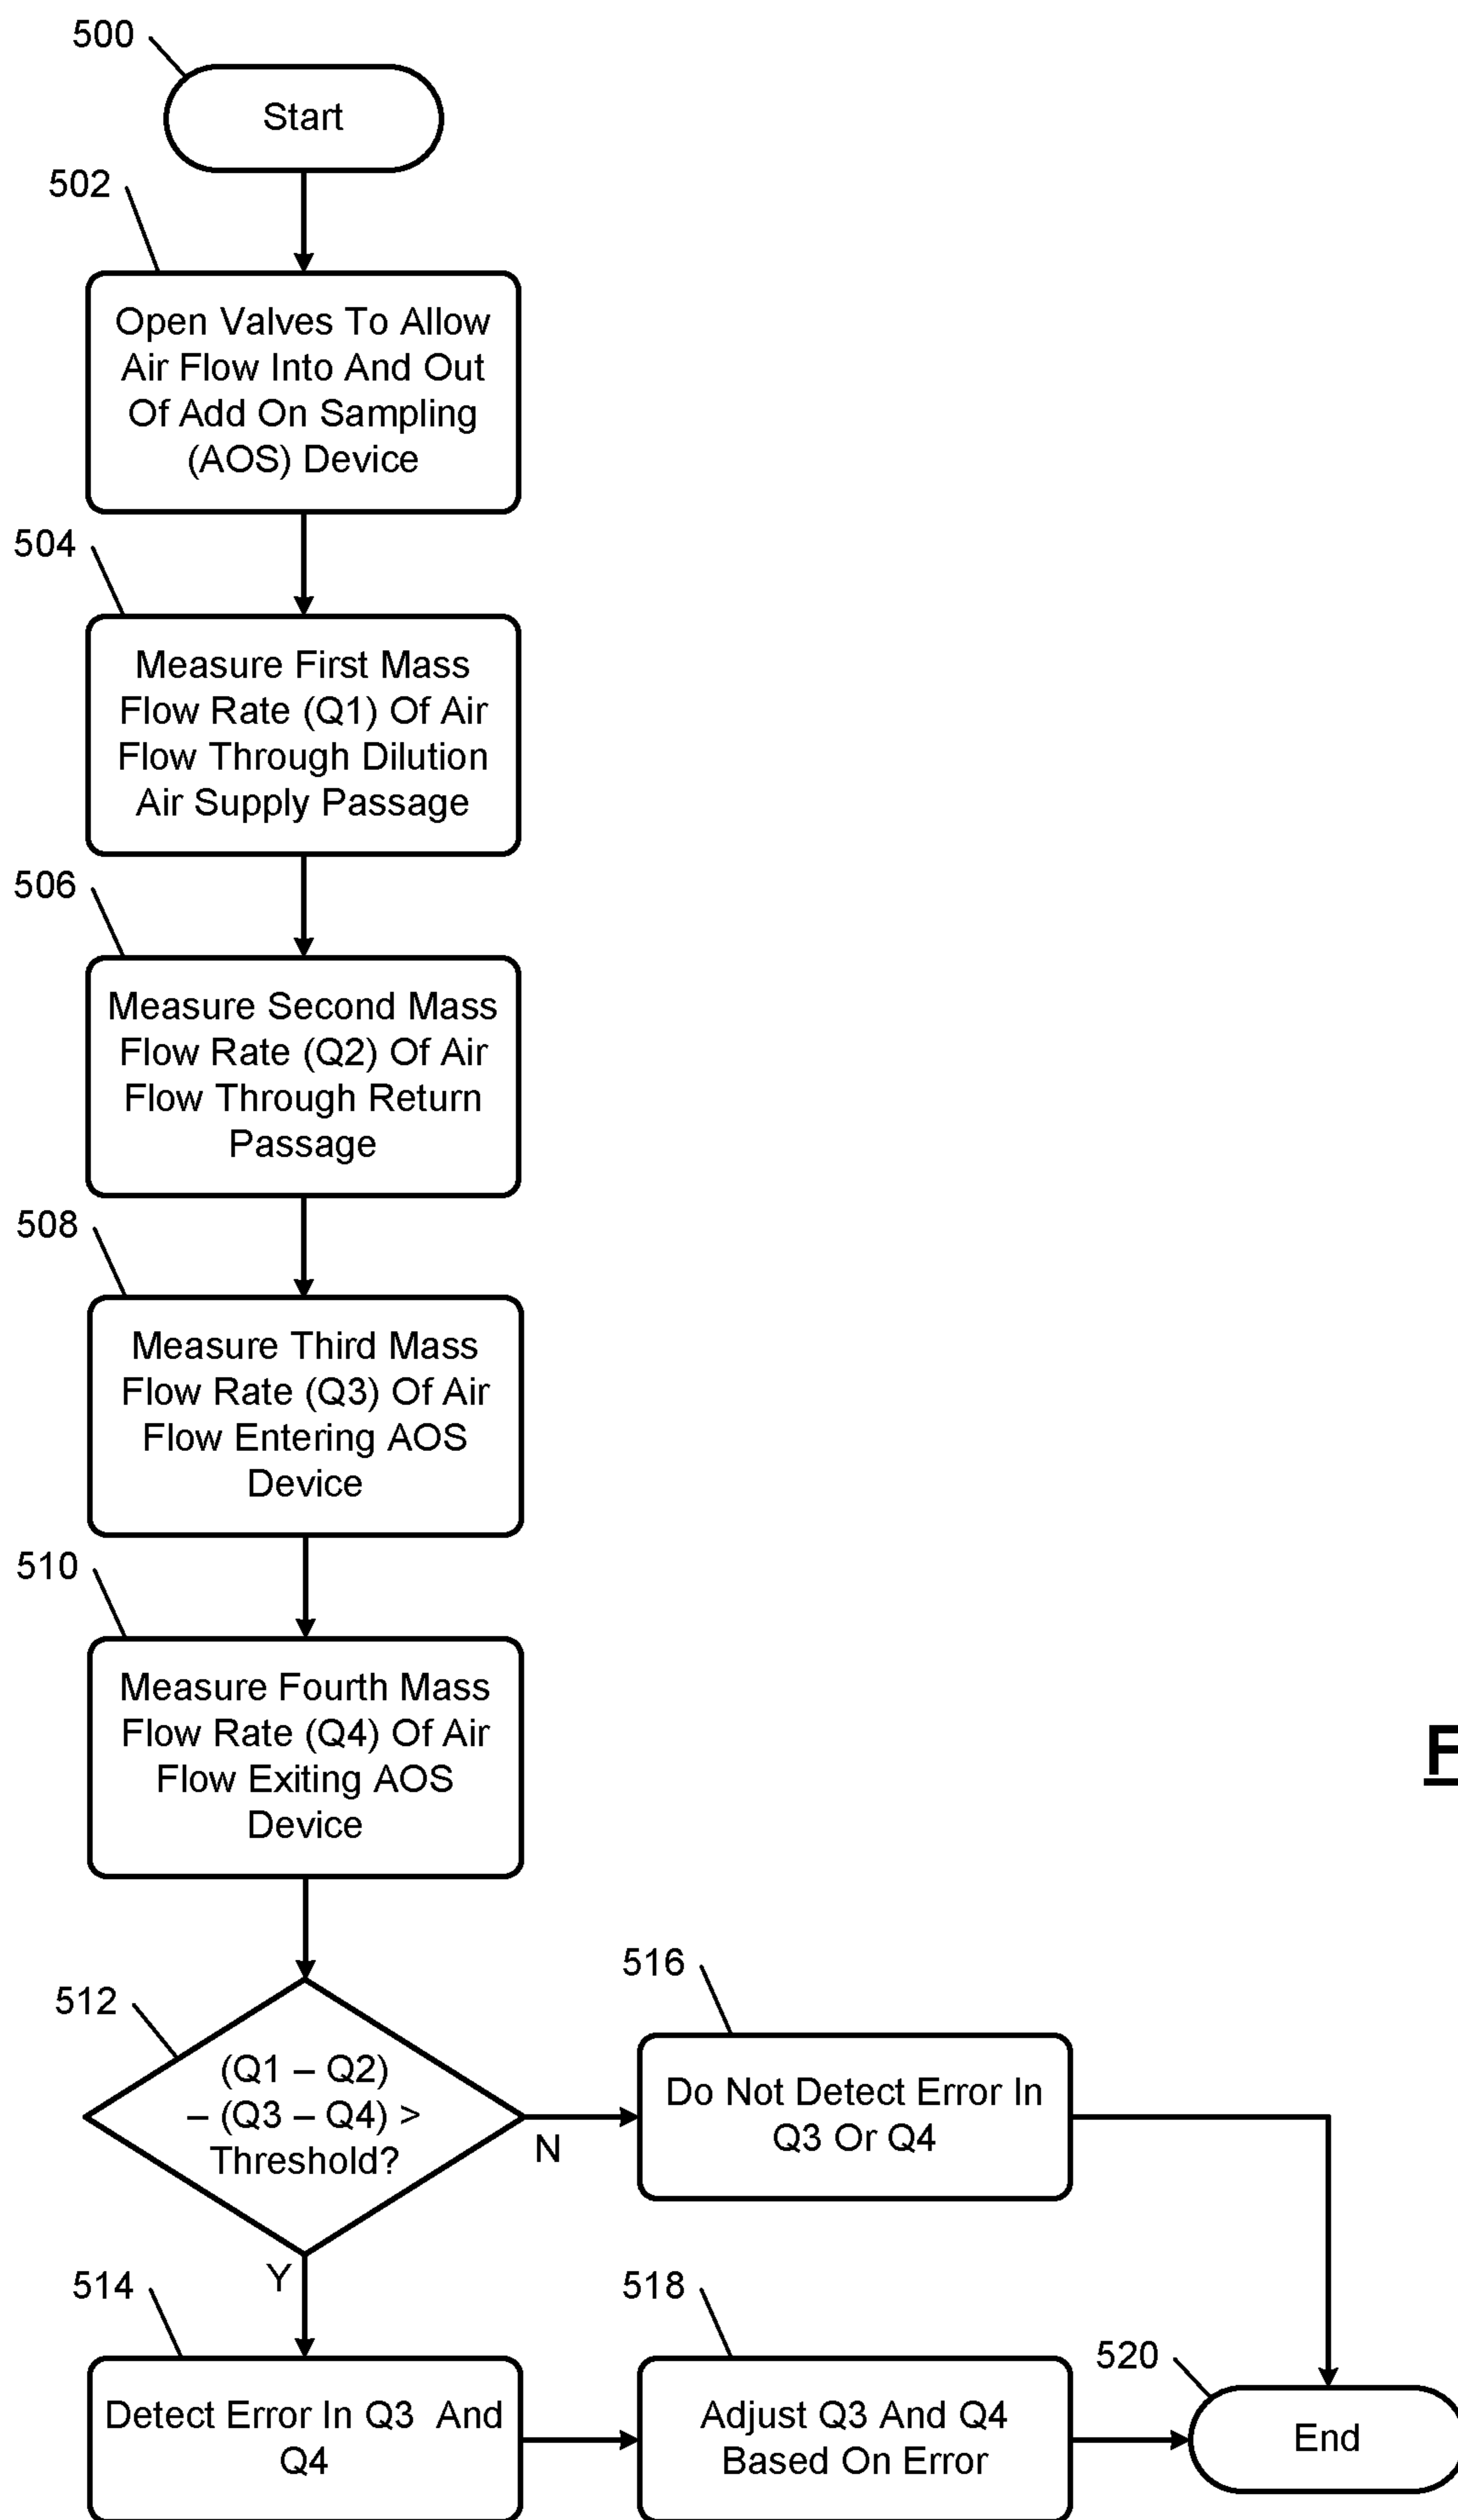 500
Start
502
Open Valves To Allow
Air Flow Into And Out
Of Add On Sampling
(AOS) Device
504
Measure First Mass
Flow Rate (Q1) Of Air
Flow Through Dilution
Air Supply Passage
506
Measure Second Mass
Flow Rate (Q2) Of Air
Flow Through Return
Passage
508
Measure Third Mass
Flow Rate (Q3) Of Air
Flow Entering AOS
Device
510
Measure Fourth Mass
Flow Rate (Q4) Of Air
Flow Exiting AOS
Device
F
512
(Q1 – Q2)
– (Q3 – Q4) >
Threshold?
N
Y
516
Do Not Detect Error In
Q3 Or Q4
514
Detect Error In Q3  And
Q4
518
Adjust Q3 And Q4
Based On Error
520
End